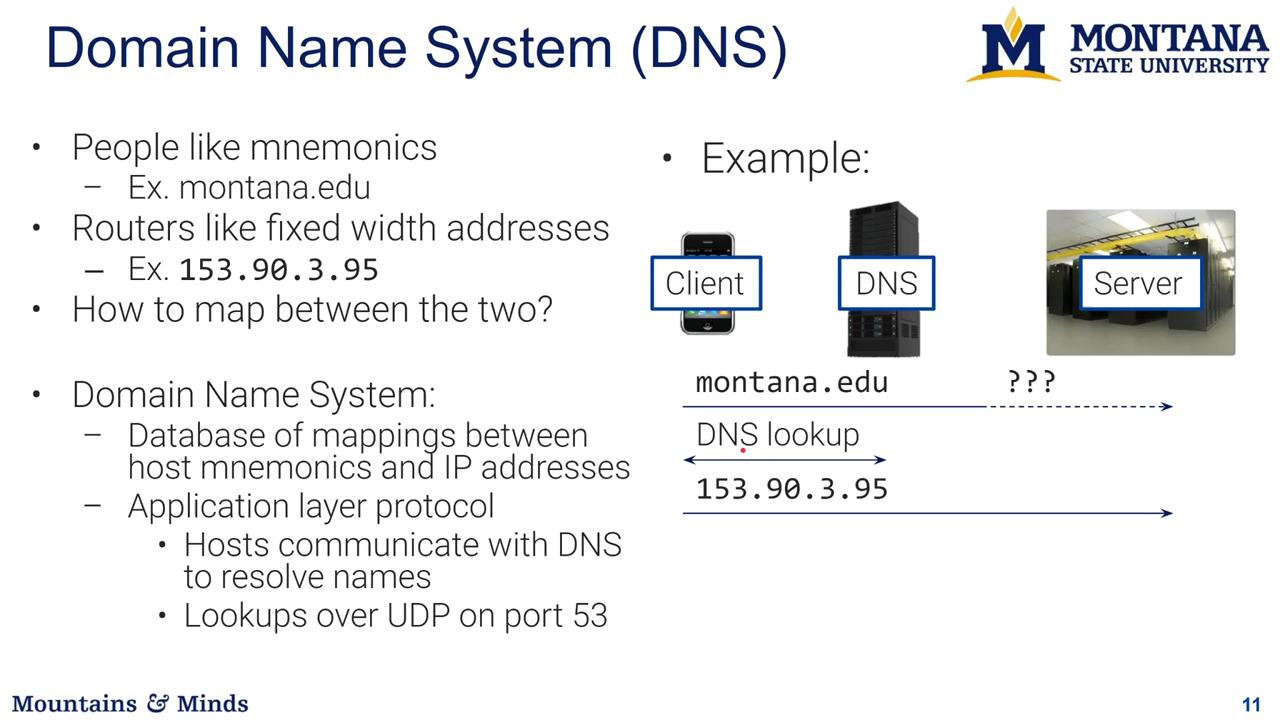 Domain Name System (DNS)
M MONTANA
STATE UNIVERSITY
• People like mnemonics
– Ex. montana.edu
• Routers like fixed width addresses
– Ex. 153.90.3.95
• How to map between the two?
• Domain Name System:
– Database of mappings between
host mnemonics and IP addresses
– Application layer protocol
• Hosts communicate with DNS
to resolve names
• Lookups over UDP on port 53
• Example:
Client
DNS
Server
montana.edu ???
DNS lookup
153.90.3.95
Mountains & Minds
11